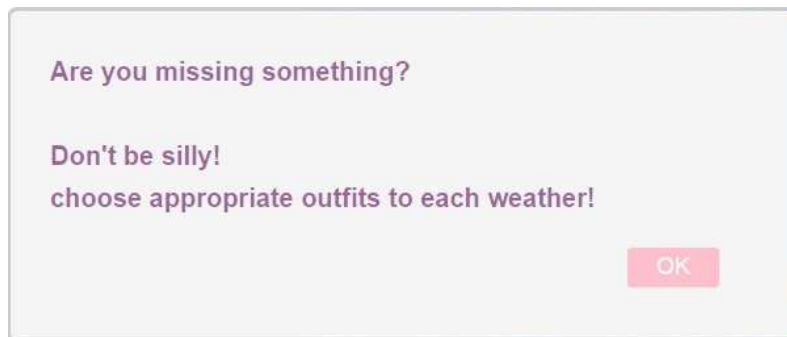 Are you missing something?
Don't be silly!
choose appropriate outfits to each weather!
OK